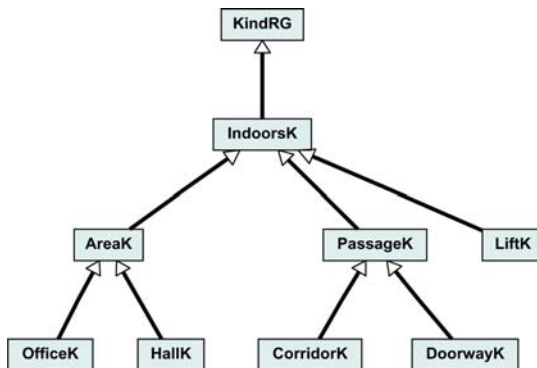 KindRG
IndoorsK
AreaK
PassageK
LiftK
OfficeK
HallK
CorridorK
DoorwayK